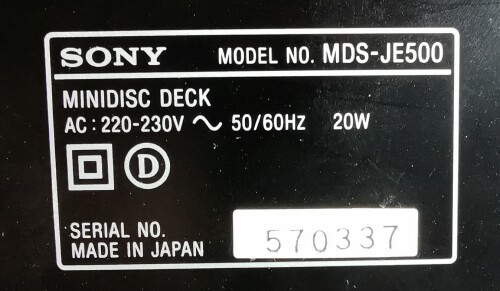 SONY MODEL NO. MDS-JE500
MINIDISC DECK
AC : 220-230V ~ 50/60Hz 20W
D
SERIAL NO. 570337
MADE IN JAPAN